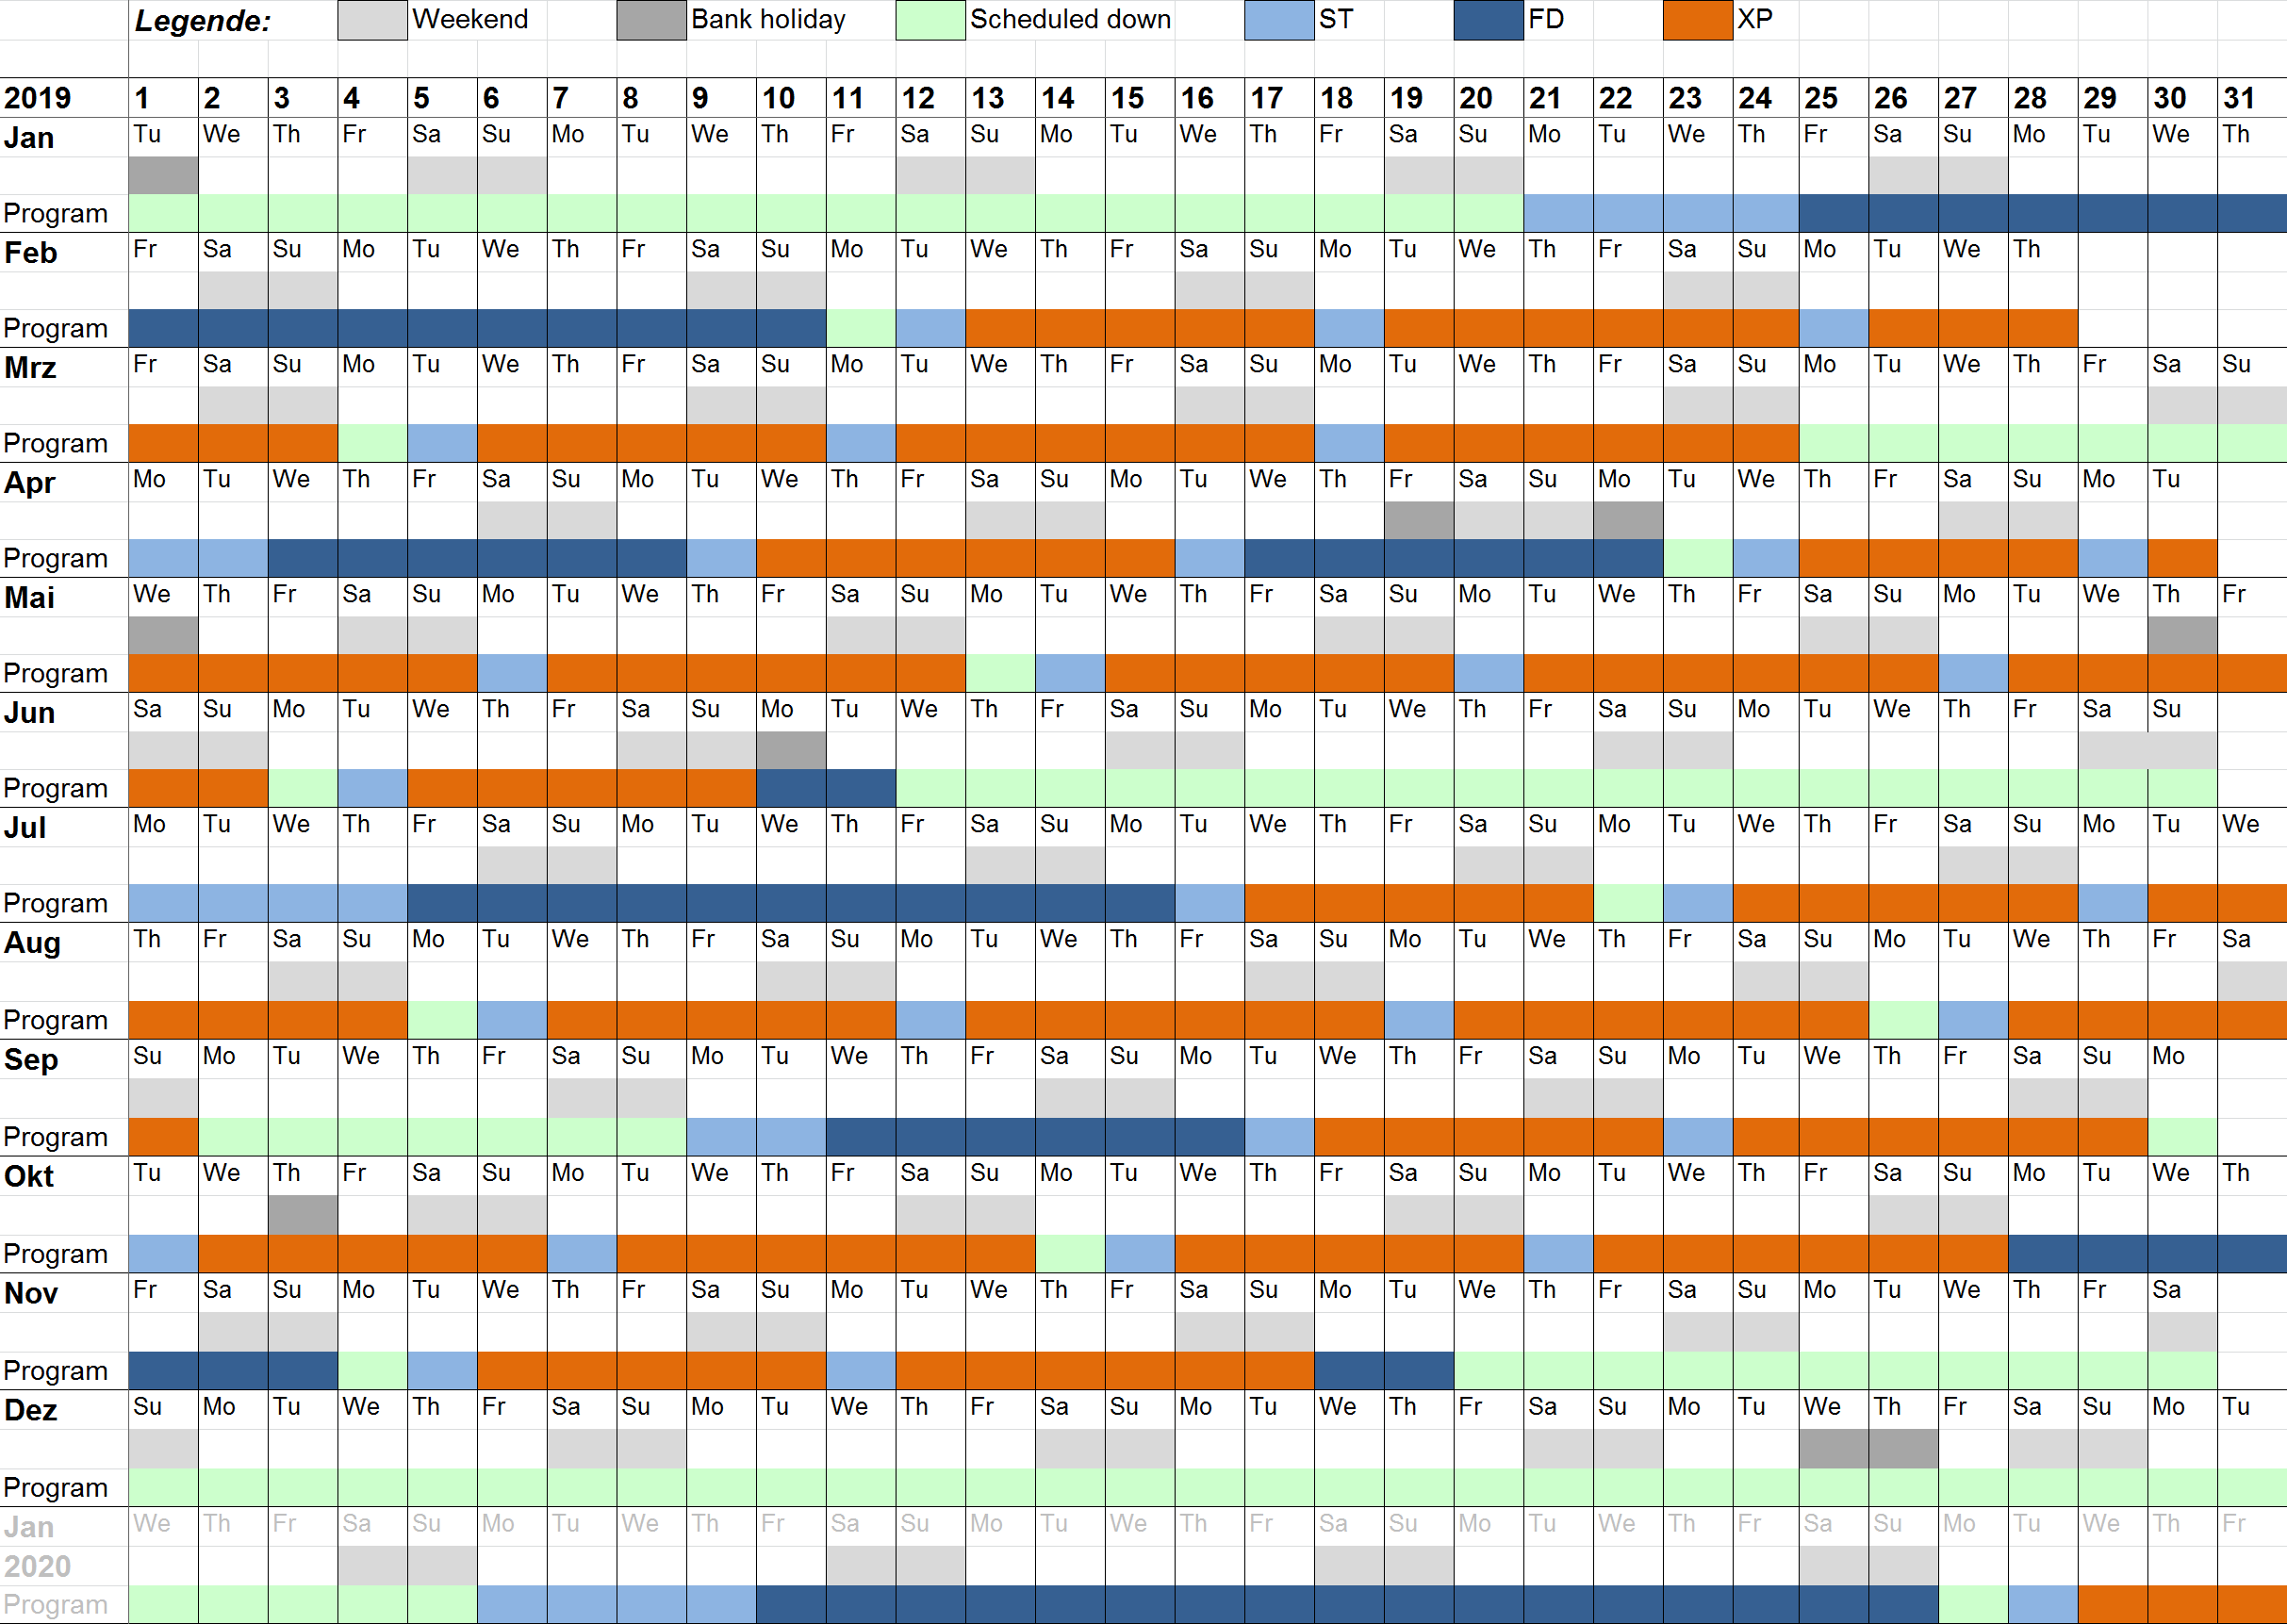 Legende: Weekend Bank holiday Scheduled down ST FD XP
2019 1 2 3 4 5 6 7 8 9 10 11 12 13 14 15 16 17 18 19 20 21 22 23 24 25 26 27 28 29 30 31
Jan Tu We Th Fr Sa Su Mo Tu We Th Fr Sa Su Mo Tu We Th Fr Sa Su Mo Tu We Th Fr Sa Su Mo Tu We Th
Program
Feb Fr Sa Su Mo Tu We Th Fr Sa Su Mo Tu We Th Fr Sa Su Mo Tu We Th Fr Sa Su Mo Tu We Th
Program
Mrz Fr Sa Su Mo Tu We Th Fr Sa Su Mo Tu We Th Fr Sa Su Mo Tu We Th Fr Sa Su Mo Tu We Th Fr Sa Su
Program
Apr Mo Tu We Th Fr Sa Su Mo Tu We Th Fr Sa Su Mo Tu We Th Fr Sa Su Mo Tu We Th Fr Sa Su Mo Tu
Program
Mai We Th Fr Sa Su Mo Tu We Th Fr Sa Su Mo Tu We Th Fr Sa Su Mo Tu We Th Fr Sa Su Mo Tu We Th Fr
Program
Jun Sa Su Mo Tu We Th Fr Sa Su Mo Tu We Th Fr Sa Su Mo Tu We Th Fr Sa Su Mo Tu We Th Fr Sa Su
Program
Jul Mo Tu We Th Fr Sa Su Mo Tu We Th Fr Sa Su Mo Tu We Th Fr Sa Su Mo Tu We Th Fr Sa Su Mo Tu We
Program
Aug Th Fr Sa Su Mo Tu We Th Fr Sa Su Mo Tu We Th Fr Sa Su Mo Tu We Th Fr Sa Su Mo Tu We Th Fr Sa
Program
Sep Su Mo Tu We Th Fr Sa Su Mo Tu We Th Fr Sa Su Mo Tu We Th Fr Sa Su Mo Tu We Th Fr Sa Su Mo
Program
Okt Tu We Th Fr Sa Su Mo Tu We Th Fr Sa Su Mo Tu We Th Fr Sa Su Mo Tu We Th Fr Sa Su Mo Tu We Th
Program
Nov Fr Sa Su Mo Tu We Th Fr Sa Su Mo Tu We Th Fr Sa Su Mo Tu We Th Fr Sa Su Mo Tu We Th Fr Sa
Program
Dez Su Mo Tu We Th Fr Sa Su Mo Tu We Th Fr Sa Su Mo Tu We Th Fr Sa Su Mo Tu We Th Fr Sa Su Mo Tu
Program
Jan We Th Fr Sa Su Mo Tu We Th Fr Sa Su Mo Tu We Th Fr Sa Su Mo Tu We Th Fr Sa Su Mo Tu We Th Fr
2020
Program